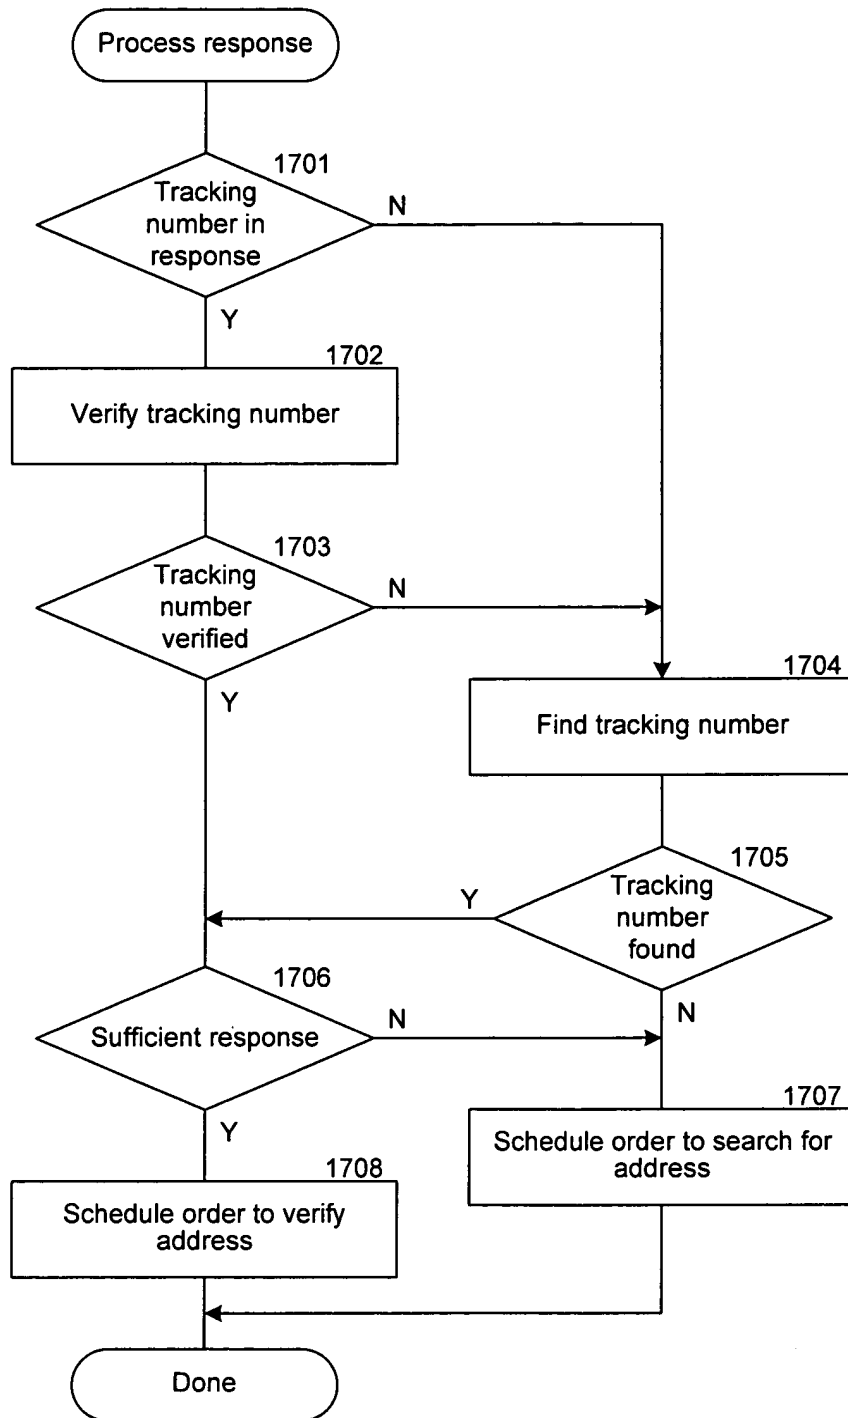 Process response
1701
Tracking
number in
response
N
Y
1702
Verify tracking number
1703
Tracking
number
verified
N
Y
1704
Find tracking number
1705
Tracking
number
found
Y
N
1706
Sufficient response
N
Y
1707
Schedule order to search for
address
1708
Schedule order to verify
address
Done